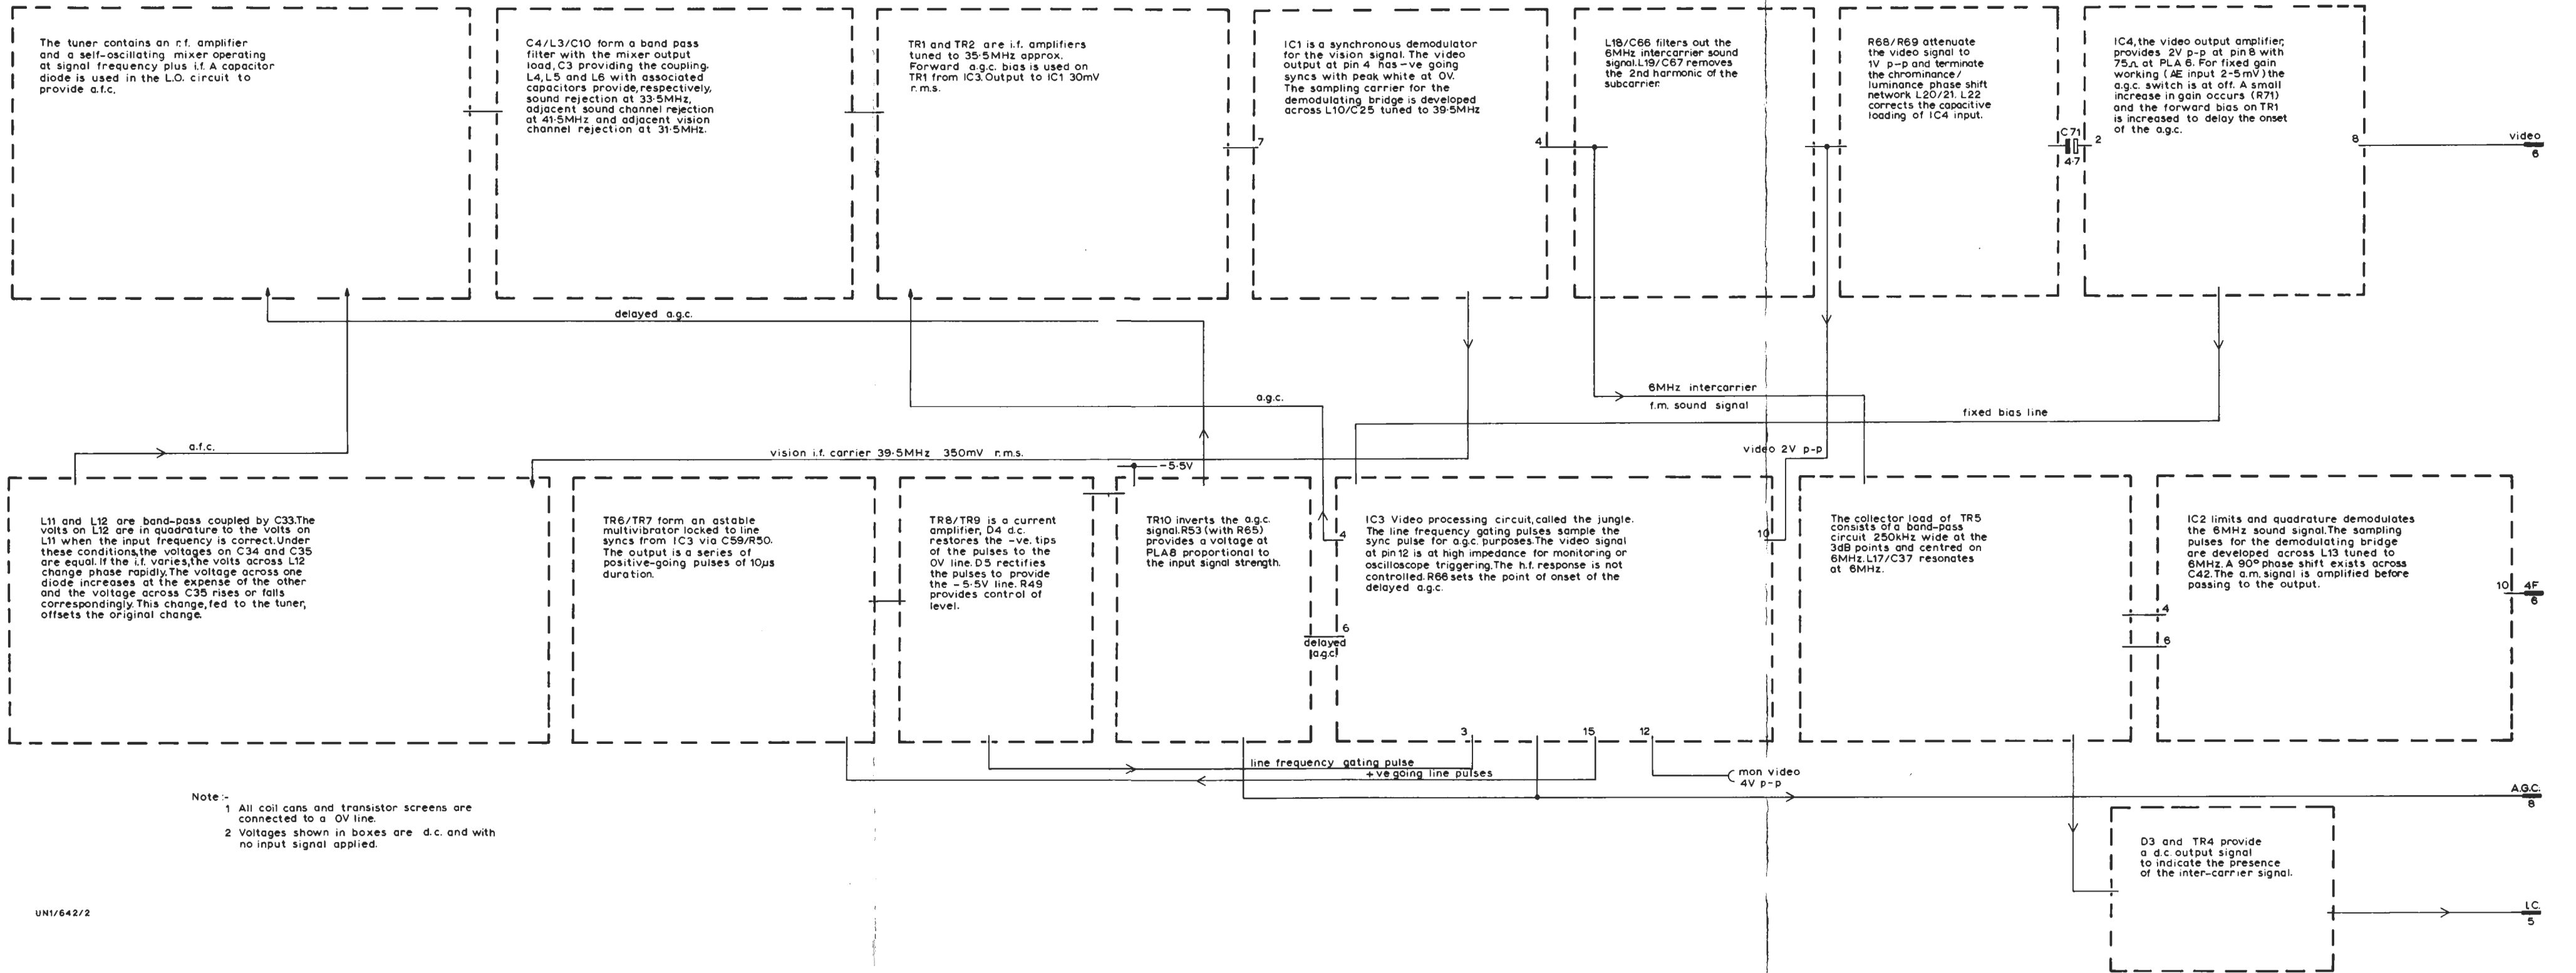 The tuner contains an r.f. amplifier
and a self-oscillating mixer operating
at signal frequency plus i.f. A capacitor
diode is used in the L.O. circuit to
provide a.f.c.
C4/L3/C10 form a band pass
filter with the mixer output
load, C3 providing the coupling.
L4, L5 and L6 with associated
capacitors provide, respectively,
sound rejection at 33·5MHz,
adjacent sound channel rejection
at 41·5MHz and adjacent vision
channel rejection at 31·5MHz.
TR1 and TR2 are i.f. amplifiers
tuned to 35·5MHz approx.
Forward a.g.c. bias is used on
TR1 from IC3. Output to IC1 30mV
r.m.s.
IC1 is a synchronous demodulator
for the vision signal. The video
output at pin 4 has -ve going
syncs with peak white at 0V.
The sampling carrier for the
demodulating bridge is developed
across L10/C25 tuned to 39·5MHz
L18/C66 filters out the
6MHz intercarrier sound
signal. L19/C67 removes
the 2nd harmonic of the
subcarrier.
R68/R69 attenuate
the video signal to
1V p-p and terminate
the chrominance/
luminance phase shift
network L20/21. L22
corrects the capacitive
loading of IC4 input.
IC4, the video output amplifier,
provides 2V p-p at pin 8 with
75Ω at PLA 6. For fixed gain
working (AE input 2-5mV) the
a.g.c. switch is at off. A small
increase in gain occurs (R71)
and the forward bias on TR1
is increased to delay the onset
of the a.g.c.
7
4
C71
4·7
2
8
video
6
delayed a.g.c.
a.g.c.
6MHz intercarrier
f.m. sound signal
fixed bias line
a.f.c.
vision i.f. carrier 39·5MHz 350mV r.m.s.
-5·5V
video 2V p-p
L11 and L12 are band-pass coupled by C33. The
volts on L12 are in quadrature to the volts on
L11 when the input frequency is correct. Under
these conditions, the voltages on C34 and C35
are equal. If the i.f. varies, the volts across L12
change phase rapidly. The voltage across one
diode increases at the expense of the other
and the voltage across C35 rises or falls
correspondingly. This change, fed to the tuner,
offsets the original change.
TR6/TR7 form an astable
multivibrator locked to line
syncs from IC3 via C59/R50.
The output is a series of
positive-going pulses of 10µs
duration.
TR8/TR9 is a current
amplifier, D4 d.c.
restores the -ve. tips
of the pulses to the
0V line. D5 rectifies
the pulses to provide
the -5·5V line. R49
provides control of
level.
TR10 inverts the a.g.c.
signal. R53 (with R65)
provides a voltage at
PLA8 proportional to
the input signal strength.
4
6
delayed
a.g.c.
IC3 Video processing circuit, called the jungle.
The line frequency gating pulses sample the
sync pulse for a.g.c. purposes. The video signal
at pin 12 is at high impedance for monitoring or
oscilloscope triggering. The h.f. response is not
controlled. R66 sets the point of onset of the
delayed a.g.c.
10
The collector load of TR5
consists of a band-pass
circuit 250kHz wide at the
3dB points and centred on
6MHz. L17/C37 resonates
at 6MHz.
4
6
IC2 limits and quadrature demodulates
the 6MHz sound signal. The sampling
pulses for the demodulating bridge
are developed across L13 tuned to
6MHz. A 90° phase shift exists across
C42. The a.m. signal is amplified before
passing to the output.
10
4F
6
3
15
12
line frequency gating pulse
+ve going line pulses
mon video
4V p-p
A.G.C.
8
Note :-
1 All coil cans and transistor screens are
connected to a 0V line.
2 Voltages shown in boxes are d.c. and with
no input signal applied.
D3 and TR4 provide
a d.c. output signal
to indicate the presence
of the inter-carrier signal.
I.C.
5
UN1/642/2